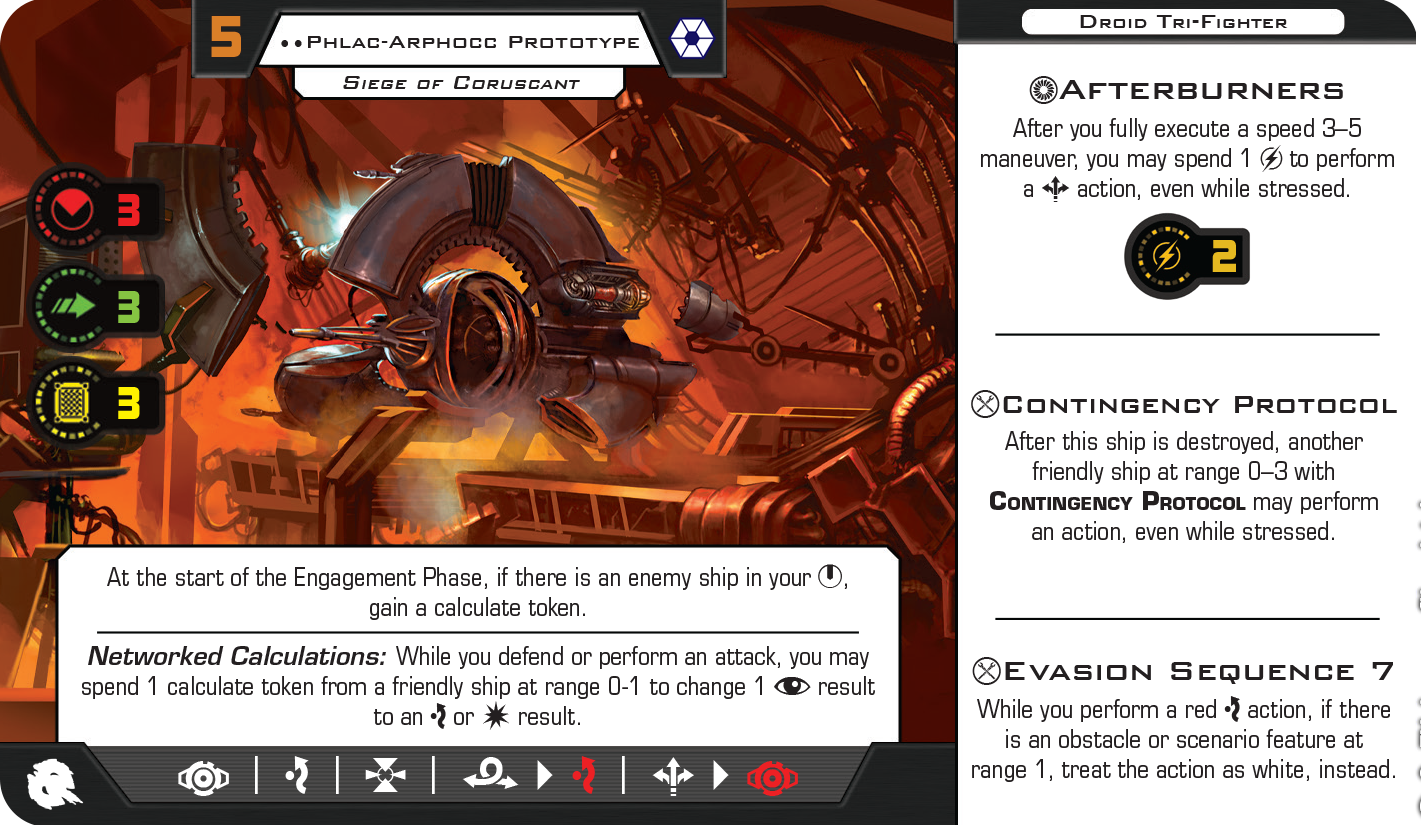 5
••Phlac-Arphocc Prototype
Siege of Coruscant
3
3
3
At the start of the Engagement Phase, if there is an enemy ship in your ,
gain a calculate token.
Networked Calculations: While you defend or perform an attack, you may
spend 1 calculate token from a friendly ship at range 0-1 to change 1 result
to an or result.
Droid Tri-Fighter
Afterburners
After you fully execute a speed 3–5
maneuver, you may spend 1 to perform
a action, even while stressed.
2
Contingency Protocol
After this ship is destroyed, another
friendly ship at range 0–3 with
Contingency Protocol may perform
an action, even while stressed.
Evasion Sequence 7
While you perform a red action, if there
is an obstacle or scenario feature at
range 1, treat the action as white, instead.